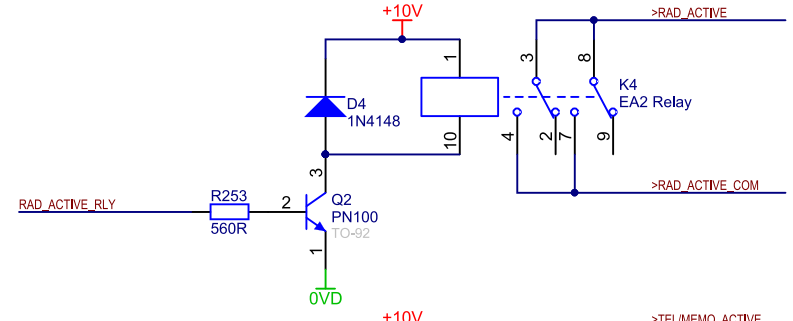 +10V
>RAD_ACTIVE
1
3
8
K4
EA2 Relay
D4
1N4148
10
4
2
7
9
3
>RAD_ACTIVE_COM
R253
RAD_ACTIVE_RLY
2
Q2
PN100
560R
TO-92
1
0VD
+10V
>TEL/MEMO_ACTIVE